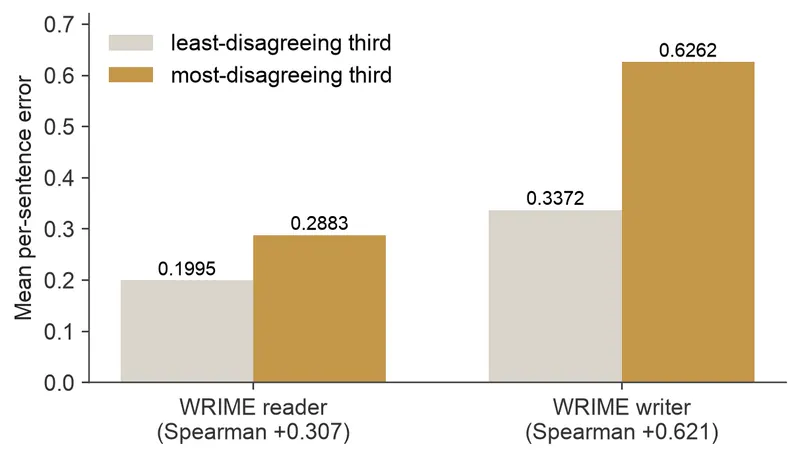 Mean per-sentence error
0.7
0.6
0.5
0.4
0.3
0.2
0.1
0.0
least-disagreeing third
most-disagreeing third
0.1995
0.2883
0.3372
0.6262
WRIME reader
(Spearman +0.307)
WRIME writer
(Spearman +0.621)